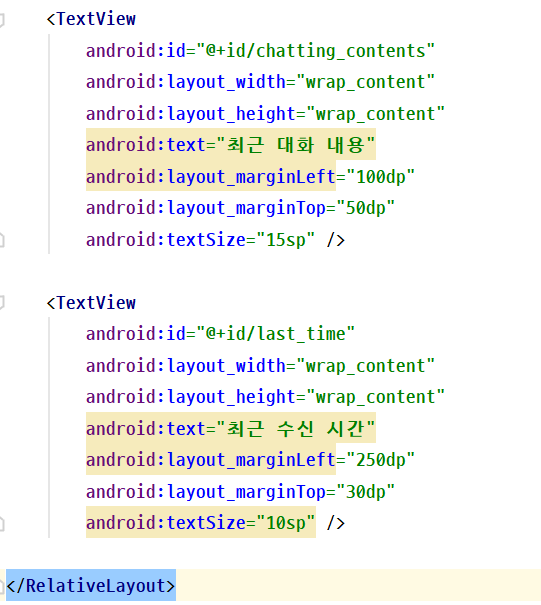 <TextView
android:id="@+id/chatting_contents"
android:layout_width="wrap_content"
android:layout_height="wrap_content"
android:text="최근 대화 내용"
android:layout_marginLeft="100dp"
android:layout_marginTop="50dp"
android:textSize="15sp" />
<TextView
android:id="@+id/last_time"
android:layout_width="wrap_content"
android:layout_height="wrap_content"
android:text="최근 수신 시간"
android:layout_marginLeft="250dp"
android:layout_marginTop="30dp"
android:textSize="10sp" />
</RelativeLayout>